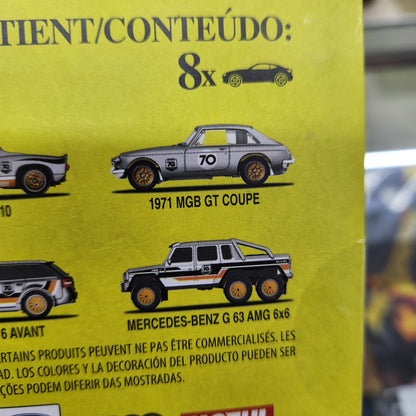 TIENT/CONTEÚDO:
8x
70
10
1971 MGB GT COUPE
6 AVANT
MERCEDES-BENZ G 63 AMG 6x6
ERTAINS PRODUITS PEUVENT NE PAS ÊTRE COMMERCIALISÉS. LES
AD. LOS COLORES Y LA DECORACIÓN DEL PRODUCTO PUEDEN SER
ÇÕES PODEM DIFERIR DAS MOSTRADAS.